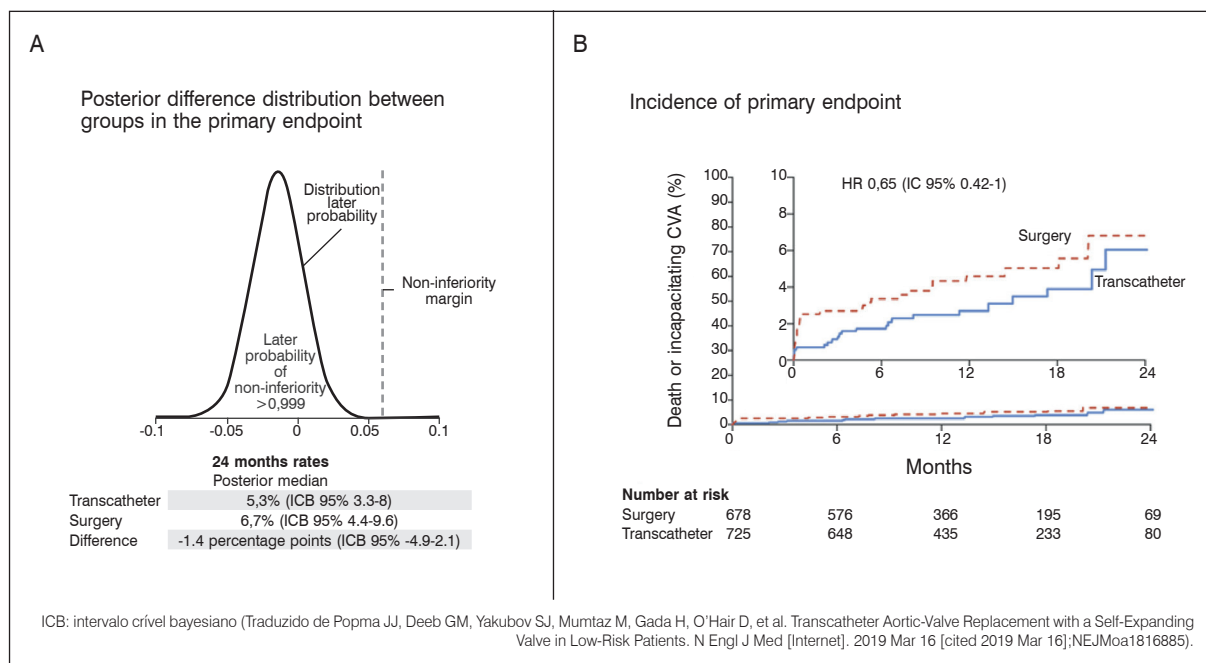 A
Posterior difference distribution between
groups in the primary endpoint
Distribution
later
probability
Non-inferiority
margin
Later
probability
of
non-inferiority
>0,999
-0.1 -0.05 0 0.05 0.1
24 months rates
Posterior median
Transcatheter 5,3% (ICB 95% 3.3-8)
Surgery 6,7% (ICB 95% 4.4-9.6)
Difference -1.4 percentage points (ICB 95% -4.9-2.1)
B
Incidence of primary endpoint
Death or incapacitating CVA (%)
100
90
80
70
60
50
40
30
20
10
0
10
8
6
4
2
0
HR 0,65 (IC 95% 0.42-1)
Surgery
Transcatheter
0 6 12 18 24
0 6 12 18 24
Months
Number at risk
Surgery 678 576 366 195 69
Transcatheter 725 648 435 233 80
ICB: intervalo crível bayesiano (Traduzido de Popma JJ, Deeb GM, Yakubov SJ, Mumtaz M, Gada H, O'Hair D, et al. Transcatheter Aortic-Valve Replacement with a Self-Expanding
Valve in Low-Risk Patients. N Engl J Med [Internet]. 2019 Mar 16 [cited 2019 Mar 16];NEJMoa1816885).